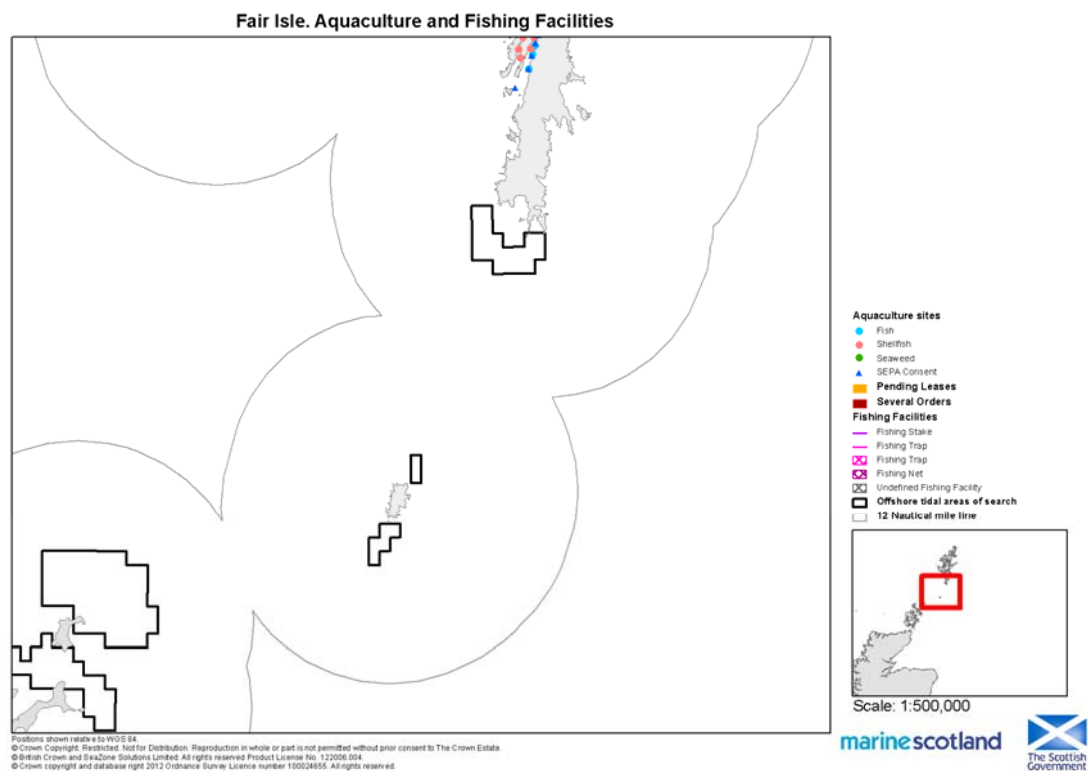 Fair Isle. Aquaculture and Fishing Facilities
Aquaculture sites
Fish
Shellfish
Seaweed
SEPA Consent
Pending Leases
Several Orders
Fishing Facilities
Fishing Stake
Fishing Trap
Fishing Trap
Fishing Net
Undefined Fishing Facility
Offshore tidal areas of search
12 Nautical mile line
Scale: 1:500,000
marinescotland
The Scottish
Government
Positions shown relative to WGS 84.
© Crown Copyright. Restricted. Not for Distribution. Reproduction in whole or part is not permitted without prior consent to The Crown Estate.
© British Crown and SeaZone Solutions Limited. All rights reserved Product License No. 122006.004.
© Crown copyright and database right 2012 Ordnance Survey Licence number 100024655. All rights reserved.